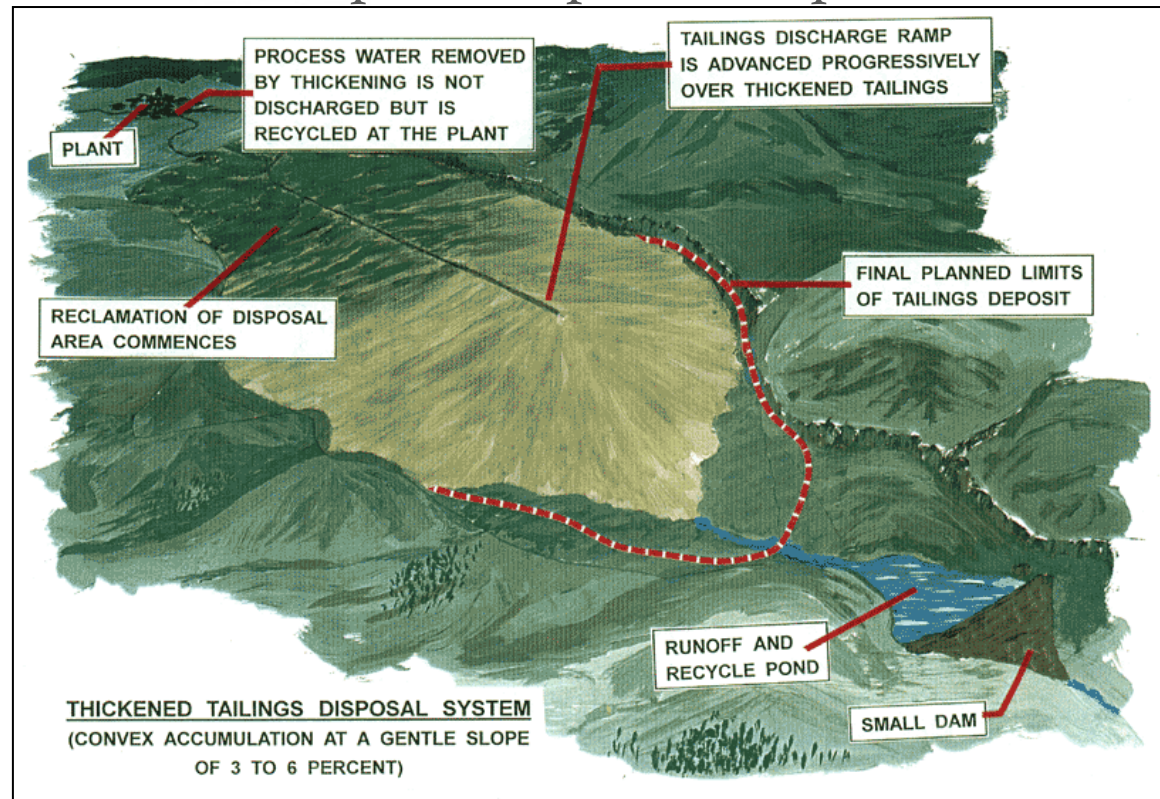 PROCESS WATER REMOVED
BY THICKENING IS NOT
DISCHARGED BUT IS
RECYCLED AT THE PLANT
TAILINGS DISCHARGE RAMP
IS ADVANCED PROGRESSIVELY
OVER THICKENED TAILINGS
PLANT
FINAL PLANNED LIMITS
OF TAILINGS DEPOSIT
RECLAMATION OF DISPOSAL
AREA COMMENCES
RUNOFF AND
RECYCLE POND
SMALL DAM
THICKENED TAILINGS DISPOSAL SYSTEM
(CONVEX ACCUMULATION AT A GENTLE SLOPE
OF 3 TO 6 PERCENT)